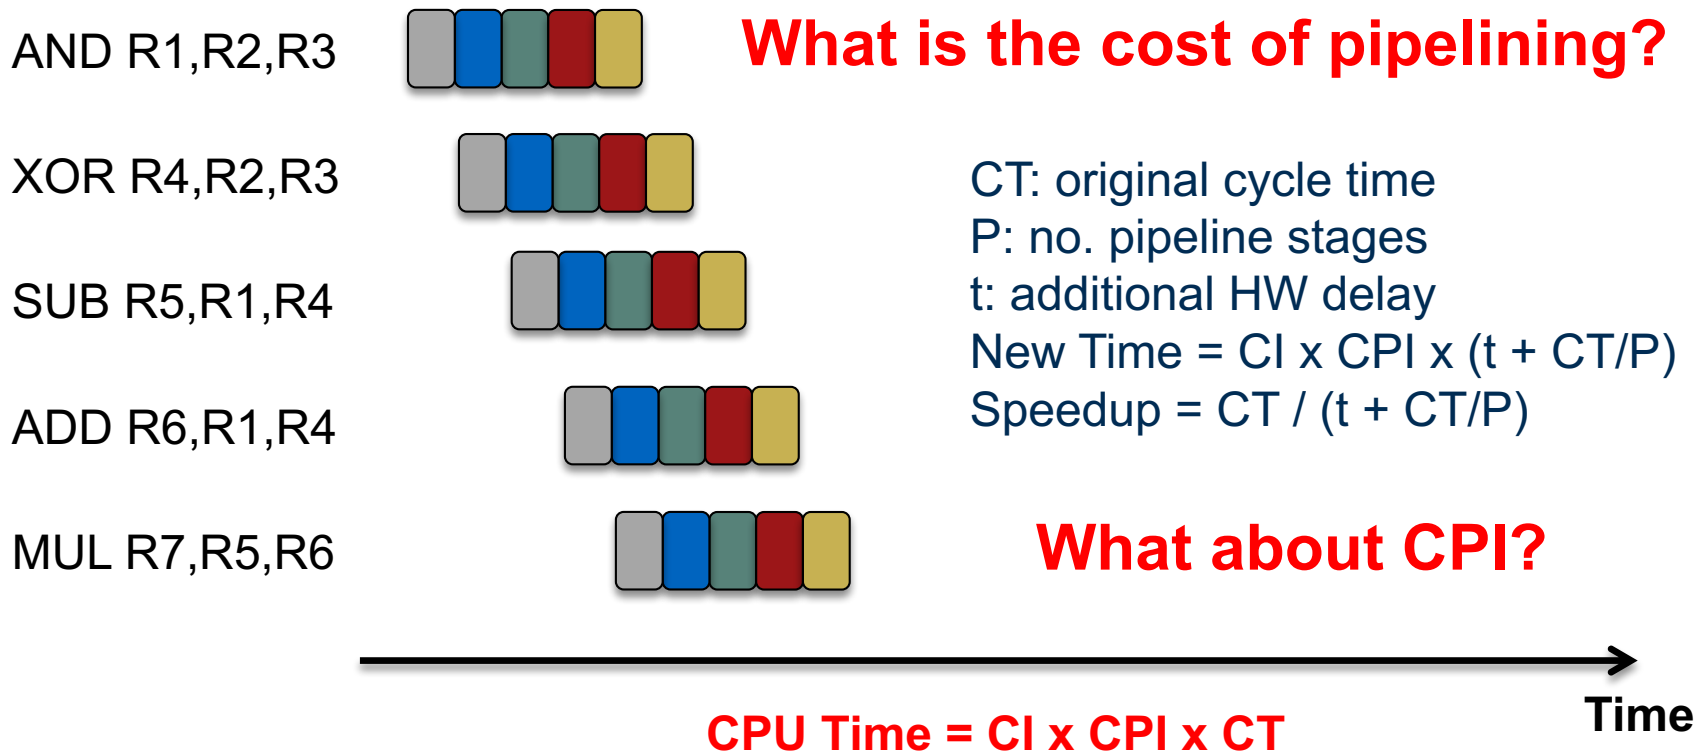 AND R1,R2,R3
What is the cost of pipelining?
XOR R4,R2,R3
CT: original cycle time
P: no. pipeline stages
SUB R5,R1,R4
t: additional HW delay
New Time = CI x CPI x (t + CT/P)
Speedup = CT / (t + CT/P)
ADD R6,R1,R4
MUL R7,R5,R6
What about CPI?
Time
CPU Time = CI x CPI x CT